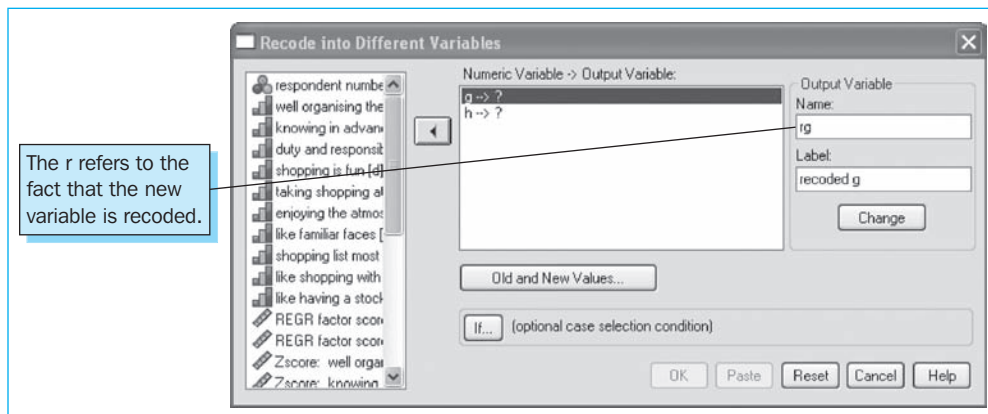 Recode into Different Variables
respondent numbe
well organising the
knowing in advan
duty and responsit
shopping is fun [d]
taking shopping at
enjoying the atmos
like familiar faces [
shopping list most
like shopping with
like having a stock
REGR factor score
REGR factor score
Zscore: well organ
Zscore: knowing
Numeric Variable -> Output Variable:
g --> ?
h --> ?
Old and New Values...
If...
(optional case selection condition)
Output Variable
Name:
rg
Label:
recoded g
Change
OK
Paste
Reset
Cancel
Help
The r refers to the
fact that the new
variable is recoded.